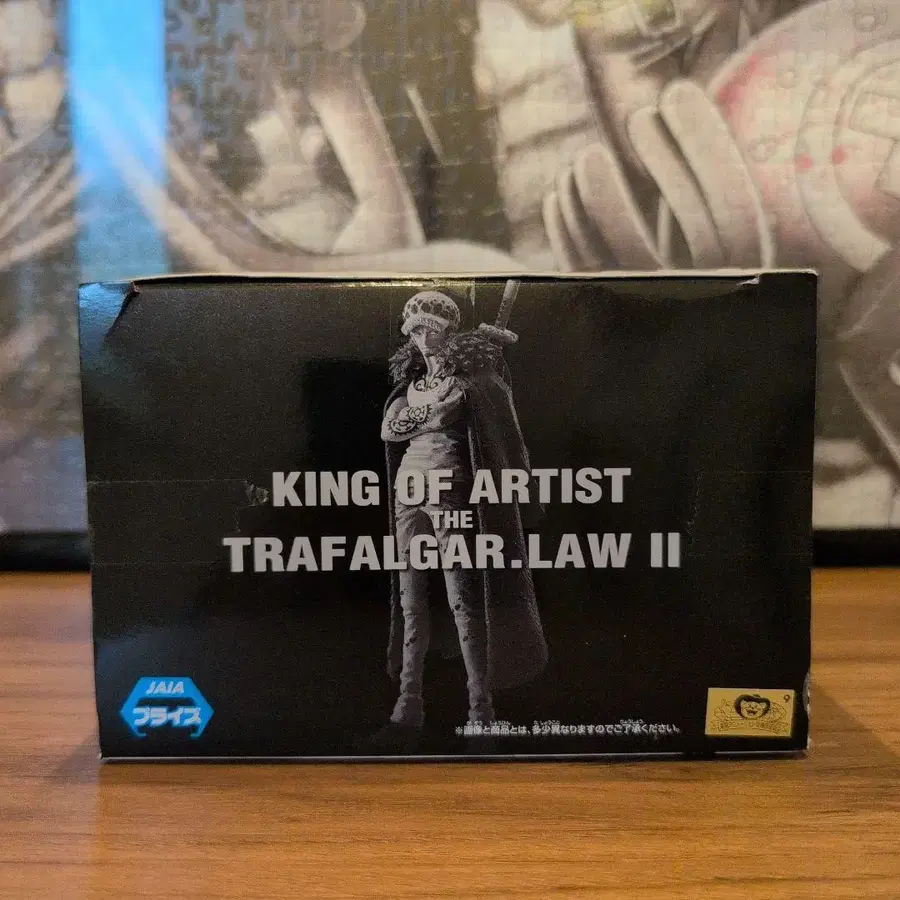 KING OF ARTIST
THE
TRAFALGAR.LAW II
JAIA
プライズ
※画像と商品とは、多少異なりますのでご了承ください。
9